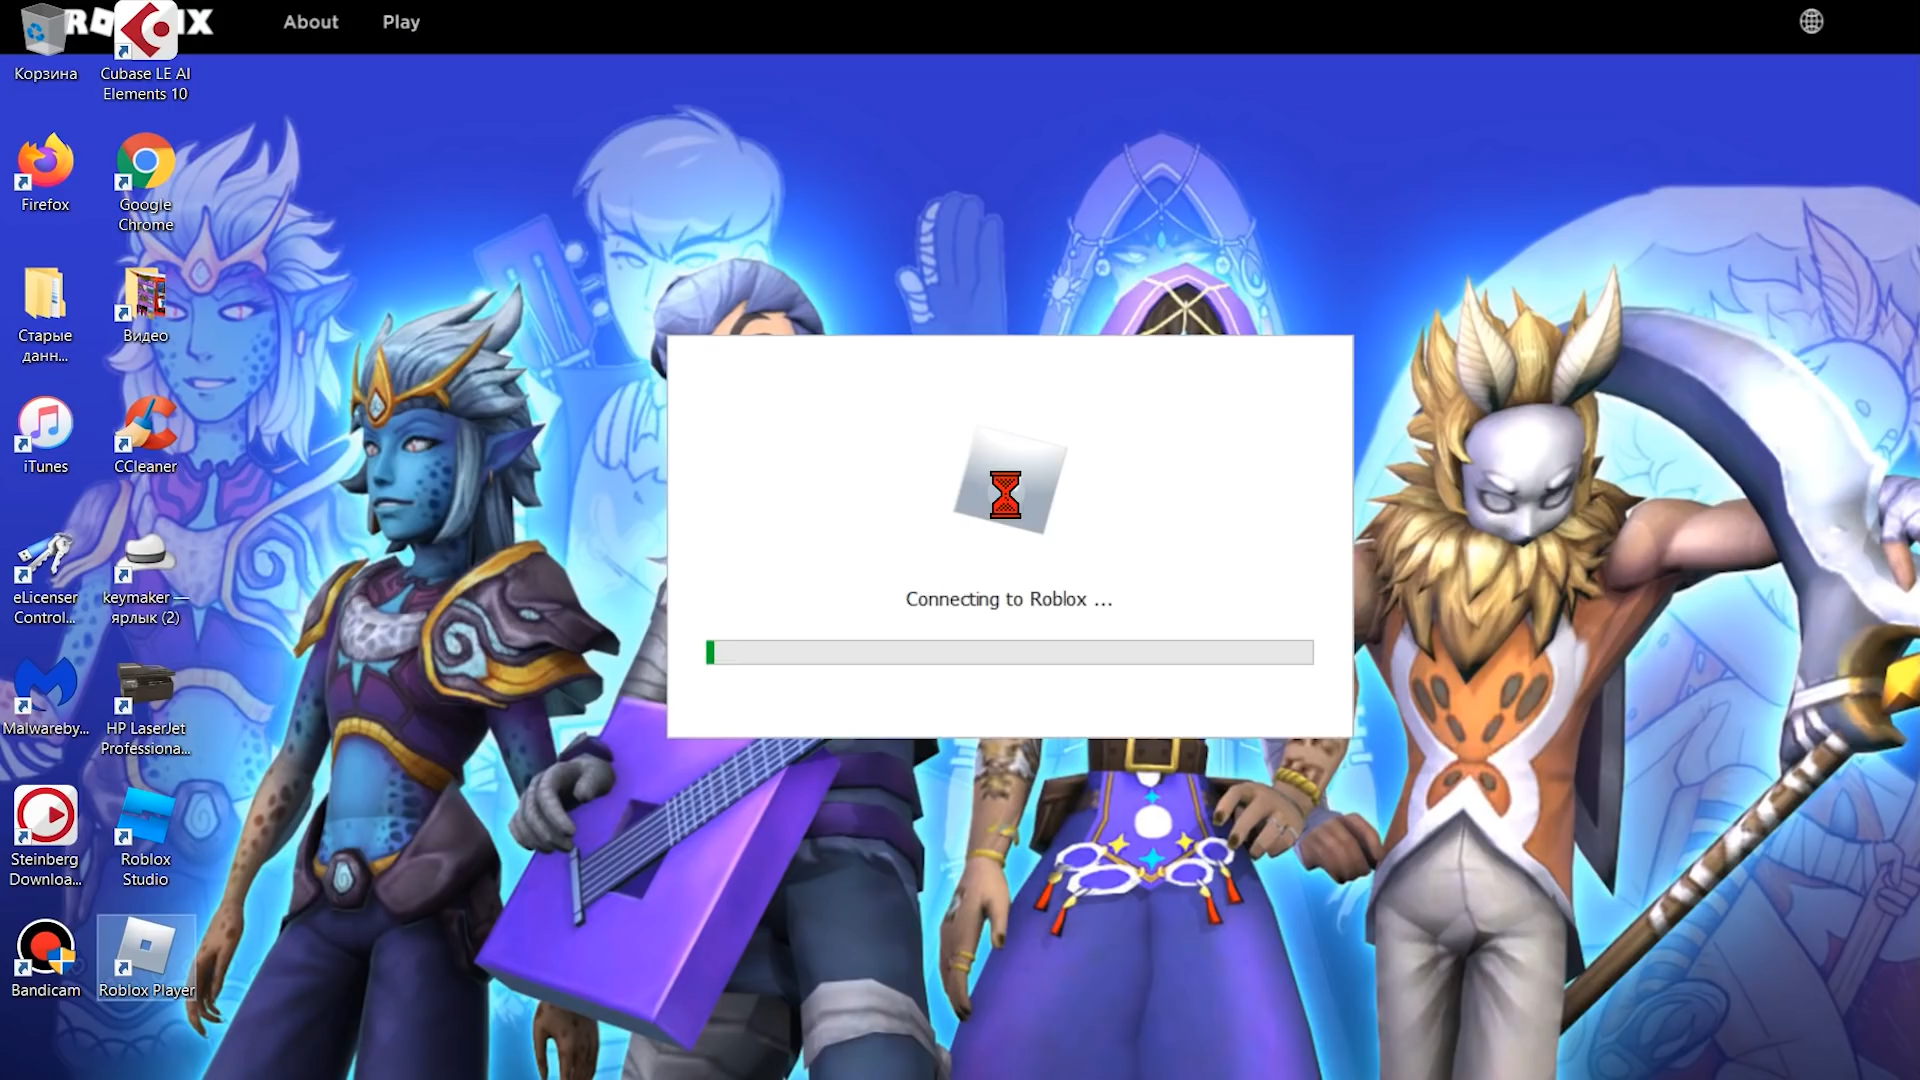 About
Play
Корзина
Cubase LE AI
Elements 10
Firefox
Google
Chrome
Старые
данн...
Видео
iTunes
CCleaner
eLicenser
Control...
keymaker —
ярлык (2)
Malwareby...
HP LaserJet
Professiona...
Steinberg
Downloa...
Roblox
Studio
Bandicam
Roblox Player
Connecting to Roblox ...